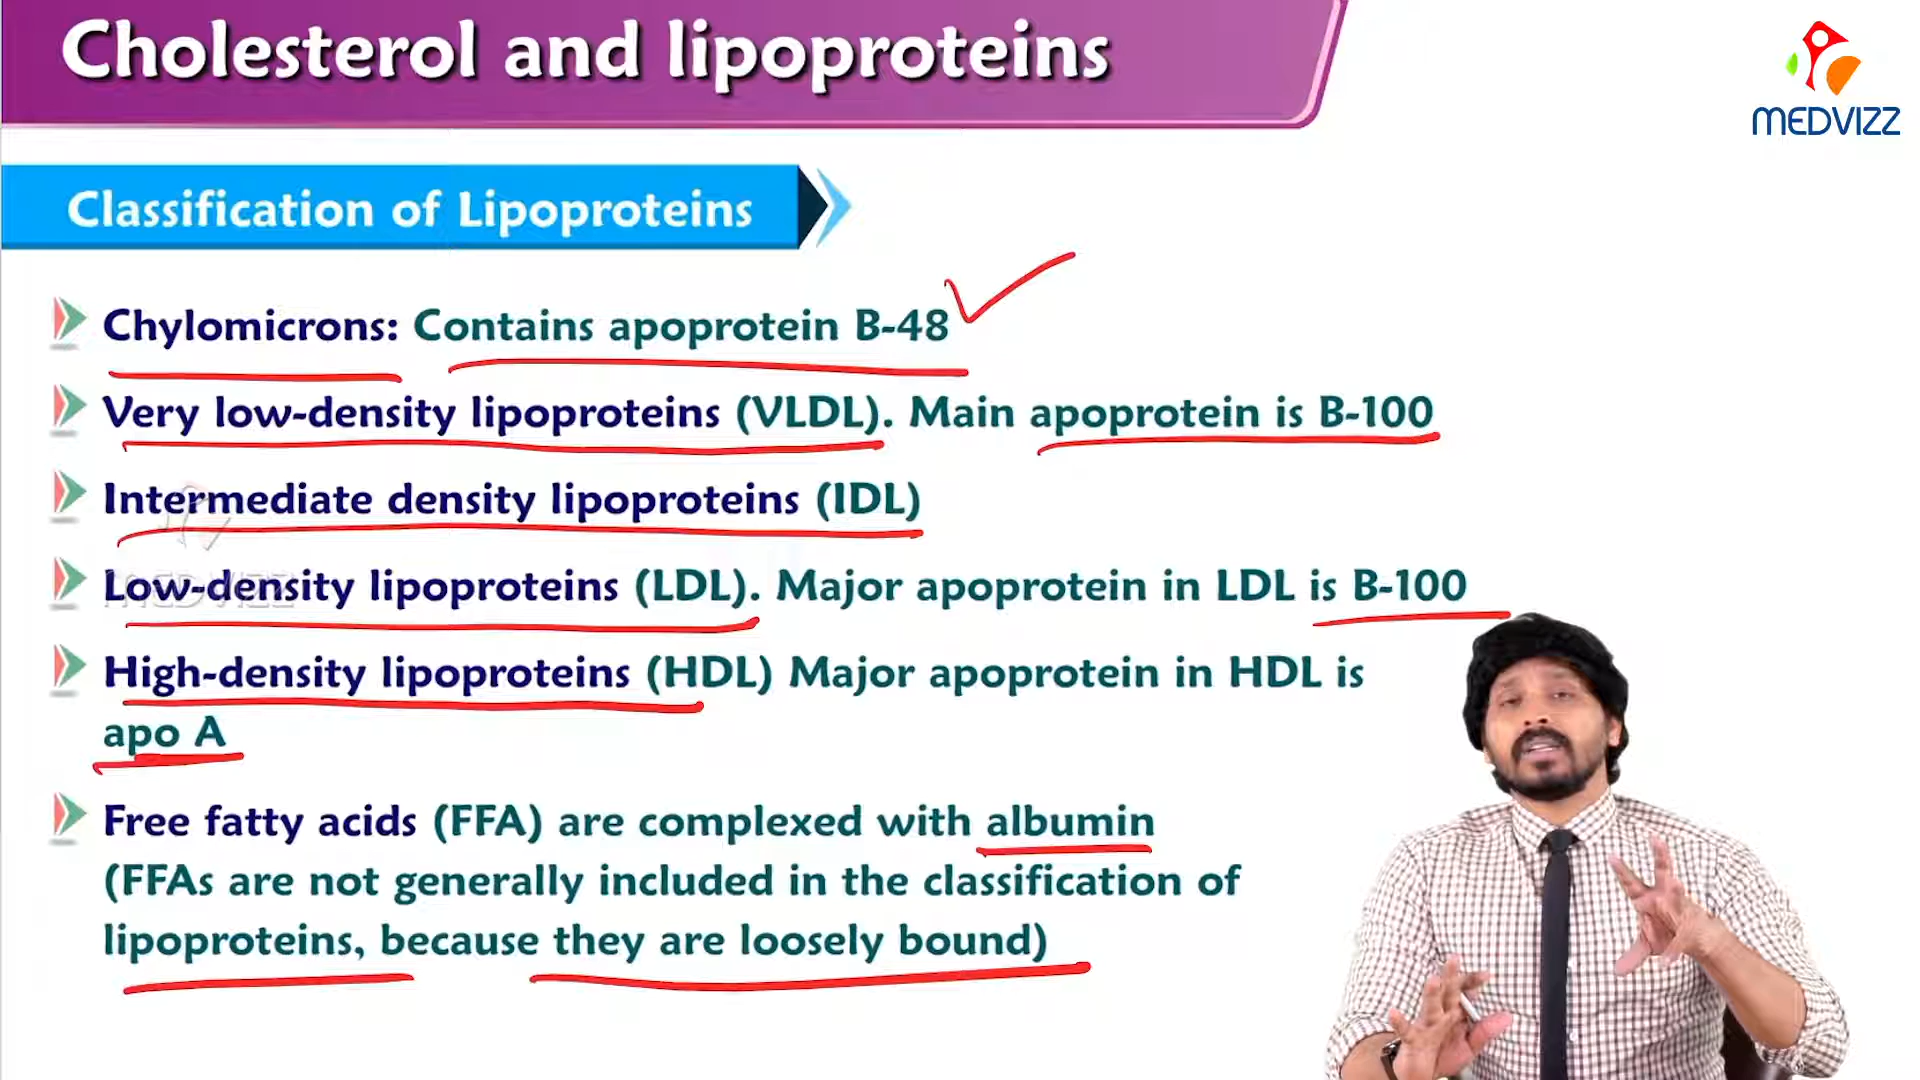 Cholesterol and lipoproteins
MEDVIZZ
Classification of Lipoproteins
Chylomicrons: Contains apoprotein B-48
Very low-density lipoproteins (VLDL). Main apoprotein is B-100
Intermediate density lipoproteins (IDL)
Low-density lipoproteins (LDL). Major apoprotein in LDL is B-100
MEDVIZZ
High-density lipoproteins (HDL) Major apoprotein in HDL is
apo A
Free fatty acids (FFA) are complexed with albumin
(FFAs are not generally included in the classification of
lipoproteins, because they are loosely bound)